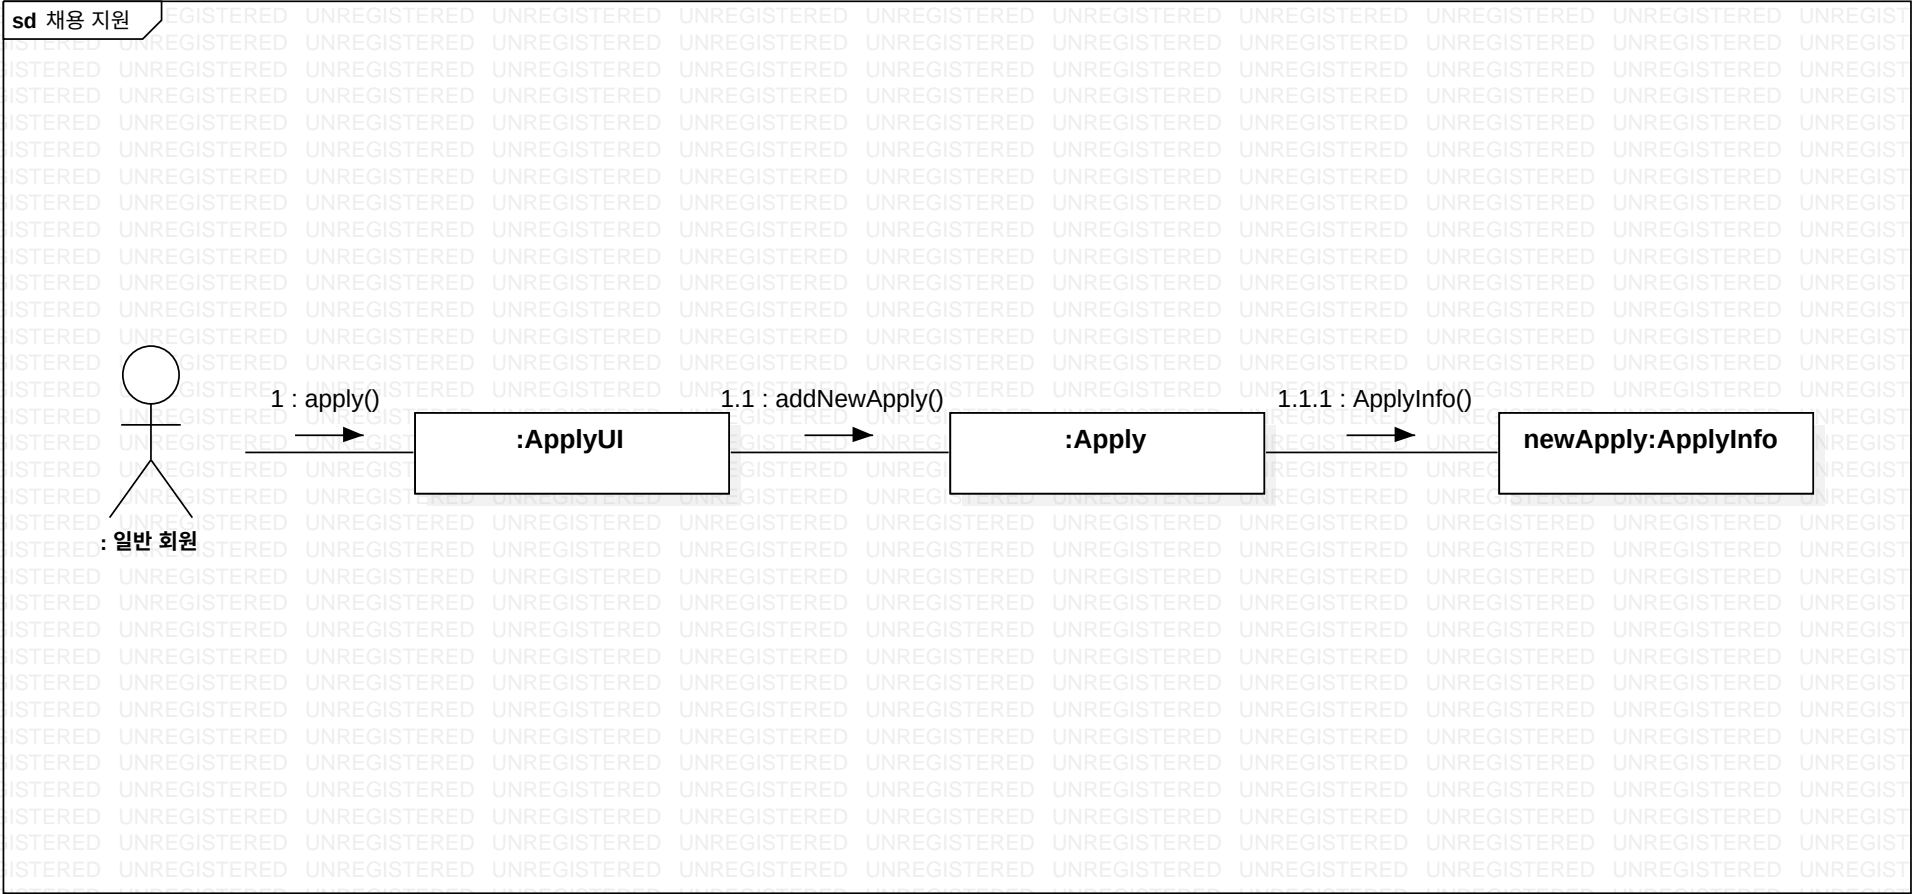 sd 채용 지원
1 : apply()
1.1 : addNewApply()
1.1.1 : ApplyInfo()
:ApplyUI
:Apply
newApply:ApplyInfo
: 일반 회원
UNREGISTERED